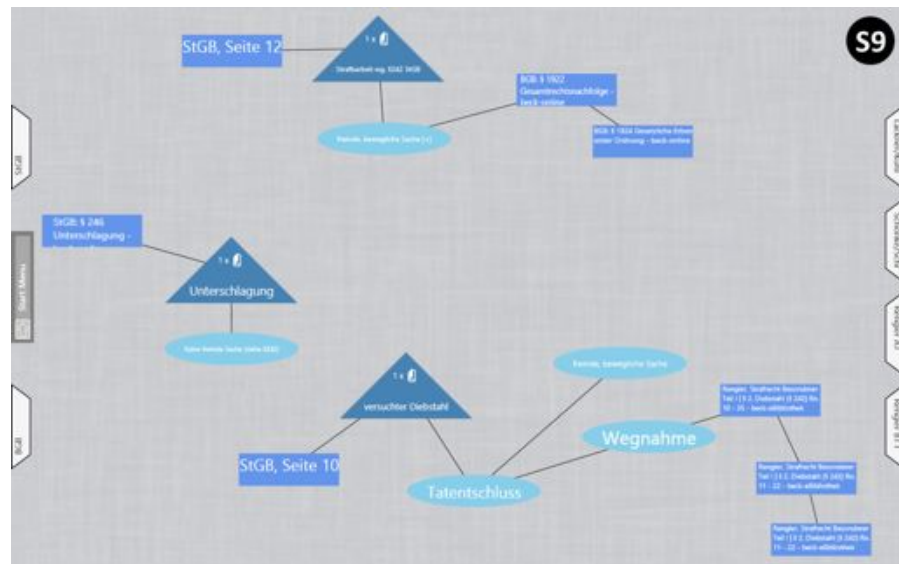 S9
StGB, Seite 12
1 x
Strafbarkeit wg. §242 StGB
BGB: § 1922
Gesamtrechtsnachfolge -
beck-online
fremde, bewegliche Sache (+)
BGB: § 1924 Gesetzliche Erben
erster Ordnung - beck-online
StGB
StGB: § 246
Unterschlagung -
1 x
Unterschlagung
Start Menu
Keine fremde Sache (siehe BGB)
1 x
versuchter Diebstahl
fremde, bewegliche Sache
Rengier, Strafrecht Besonderer
Teil I | § 2. Diebstahl (§ 242) Rn.
- beck-eBibliothek
BGB
Wegnahme
StGB, Seite 10
Tatentschluss
Rengier, Strafrecht Besonderer
Teil I | § 2. Diebstahl (§ 242) Rn.
11 - 22 - beck-eBibliothek
Rengier, Strafrecht Besonderer
Teil I | § 2. Diebstahl (§ 242) Rn.
11 - 22 - beck-eBibliothek